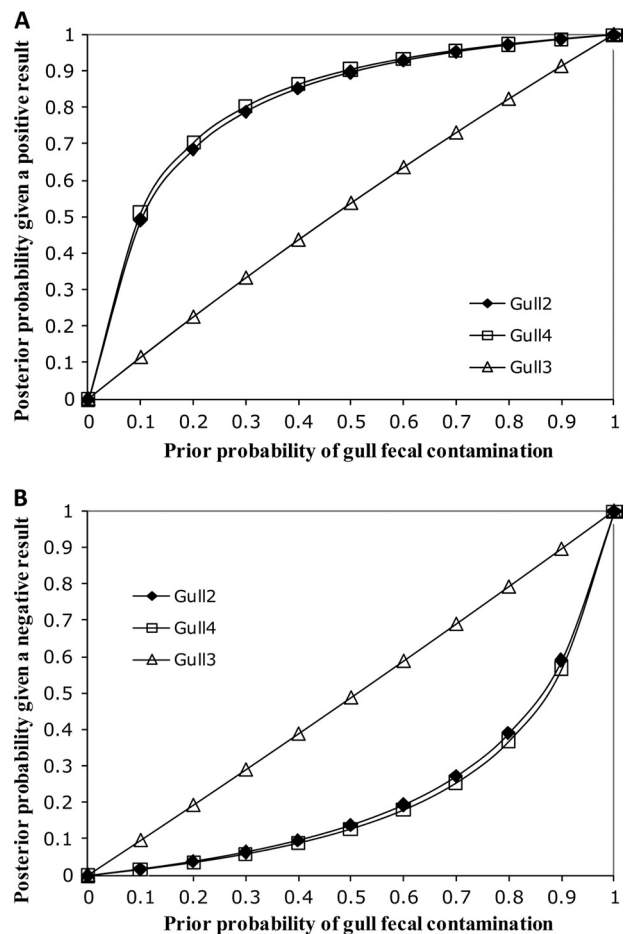 A
Posterior probability given a positive result
1
0.9
0.8
0.7
0.6
0.5
0.4
0.3
0.2
0.1
0
Gull2
Gull4
Gull3
0 0.1 0.2 0.3 0.4 0.5 0.6 0.7 0.8 0.9 1
Prior probability of gull fecal contamination
B
Posterior probability given a negative result
1
0.9
0.8
0.7
0.6
0.5
0.4
0.3
0.2
0.1
0
Gull2
Gull4
Gull3
0 0.1 0.2 0.3 0.4 0.5 0.6 0.7 0.8 0.9 1
Prior probability of gull fecal contamination